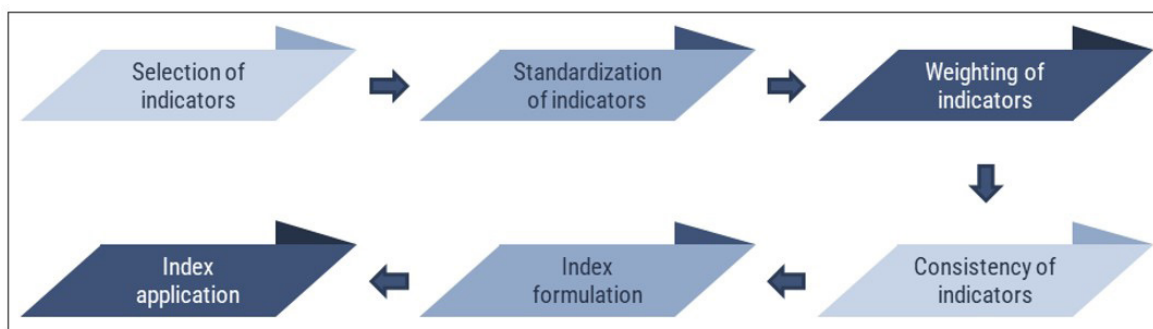 Selection of
indicators
Standardization
of indicators
Weighting of
indicators
Consistency of
indicators
Index
formulation
Index
application